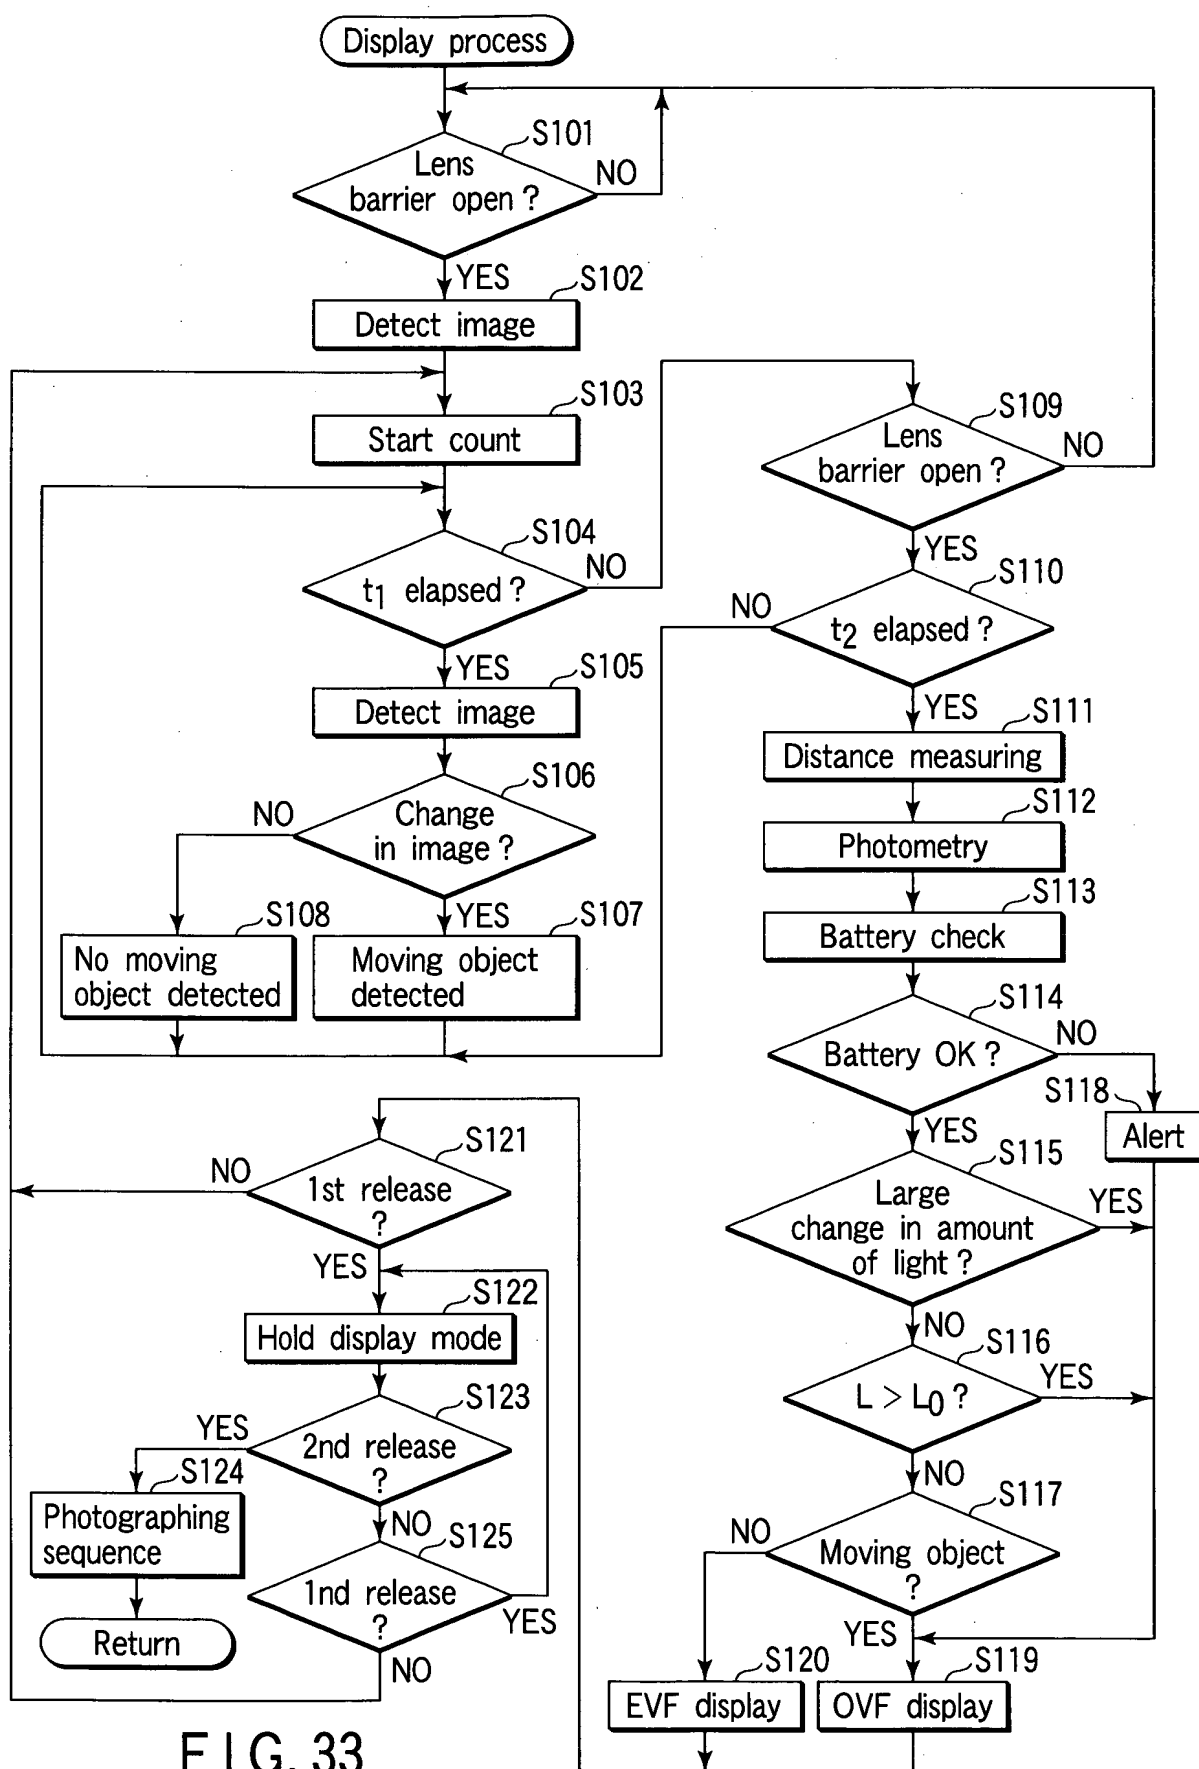 Display process
S101
Lens
barrier open ?
NO
YES
S102
Detect image
S103
Start count
S104
t1 elapsed ?
NO
YES
S105
Detect image
S106
Change
in image ?
NO
YES
S108
No moving
object detected
S107
Moving object
detected
S109
Lens
barrier open ?
NO
YES
S110
t2 elapsed ?
NO
YES
S111
Distance measuring
S112
Photometry
S113
Battery check
S114
Battery OK ?
NO
YES
S118
Alert
S115
Large
change in amount
of light ?
YES
NO
S116
L > L0 ?
YES
NO
S117
Moving object
?
NO
YES
S120
EVF display
S119
OVF display
S121
1st release
?
NO
YES
S122
Hold display mode
S123
2nd release
?
YES
NO
S124
Photographing
sequence
Return
S125
1nd release
?
YES
NO
FIG. 33